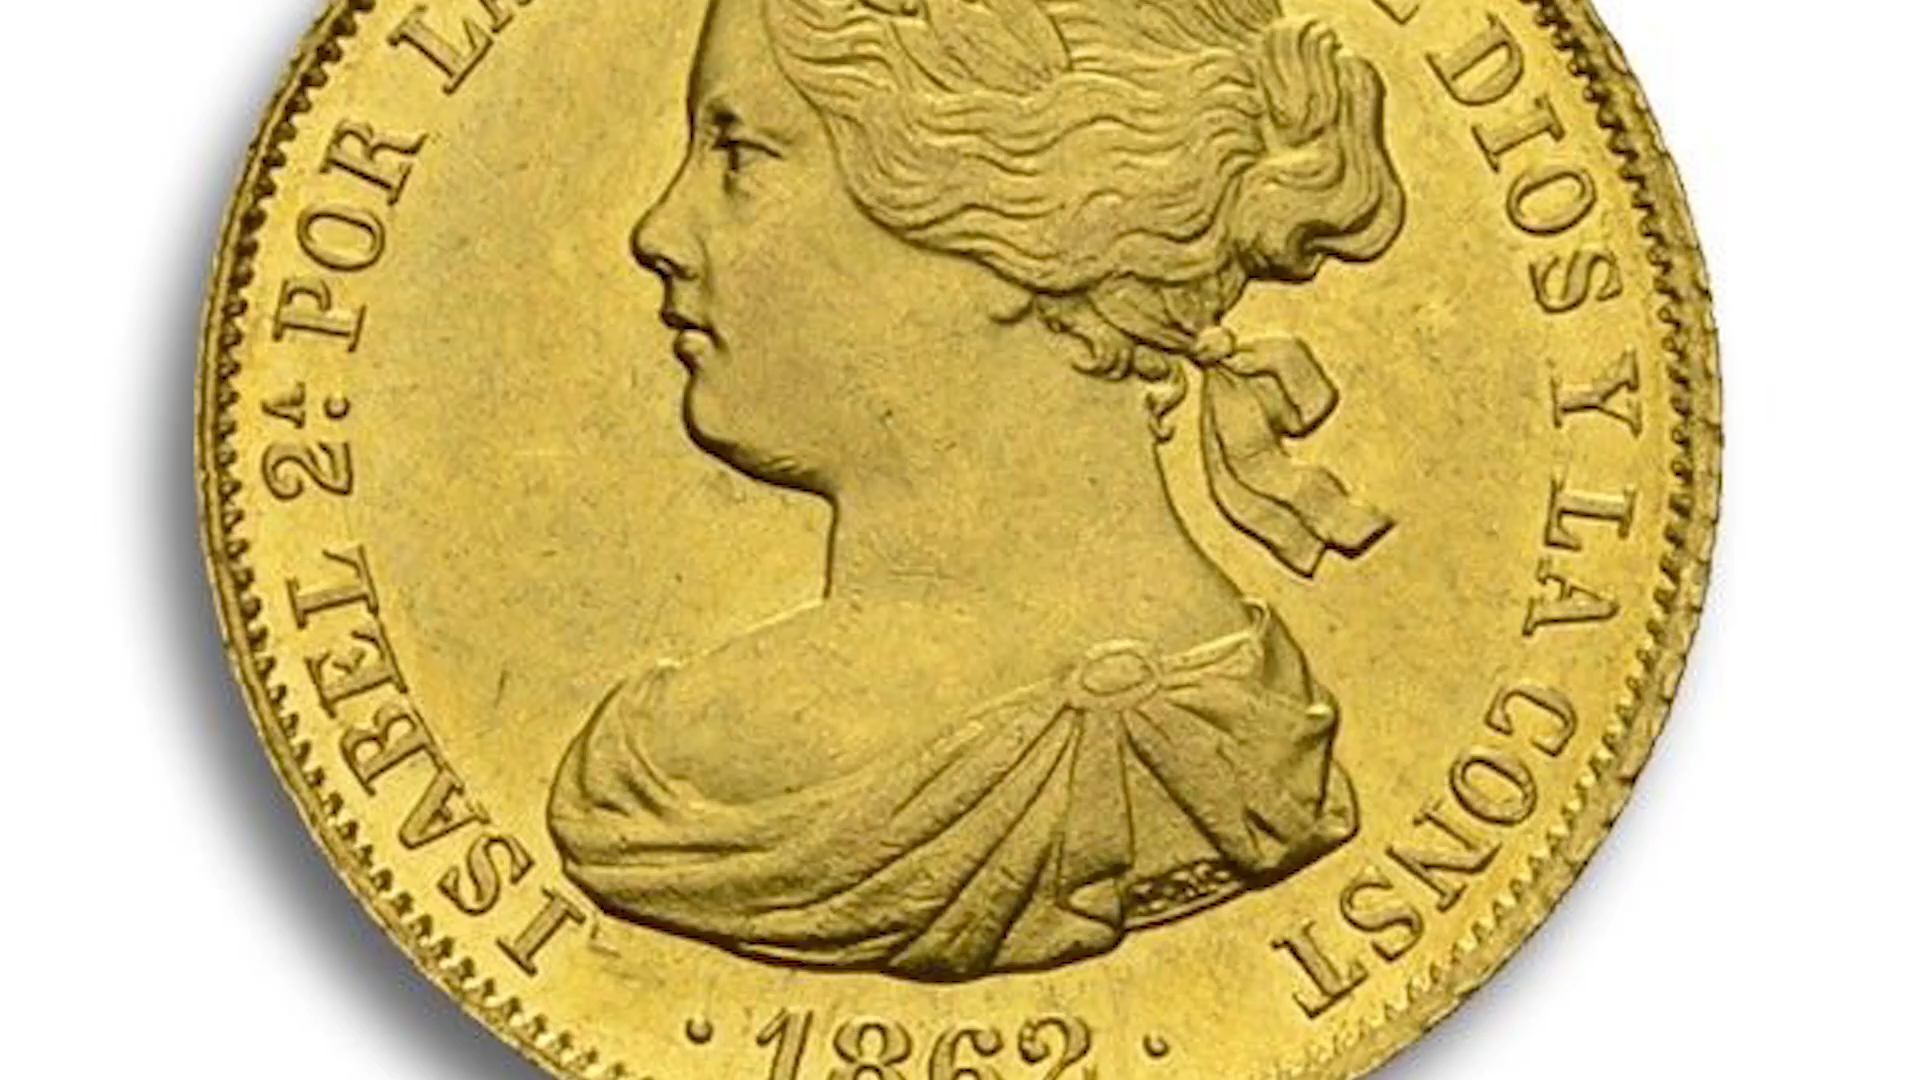 ISABEL 2ª. POR LA
DIOS Y LA CONST
· 1862 ·